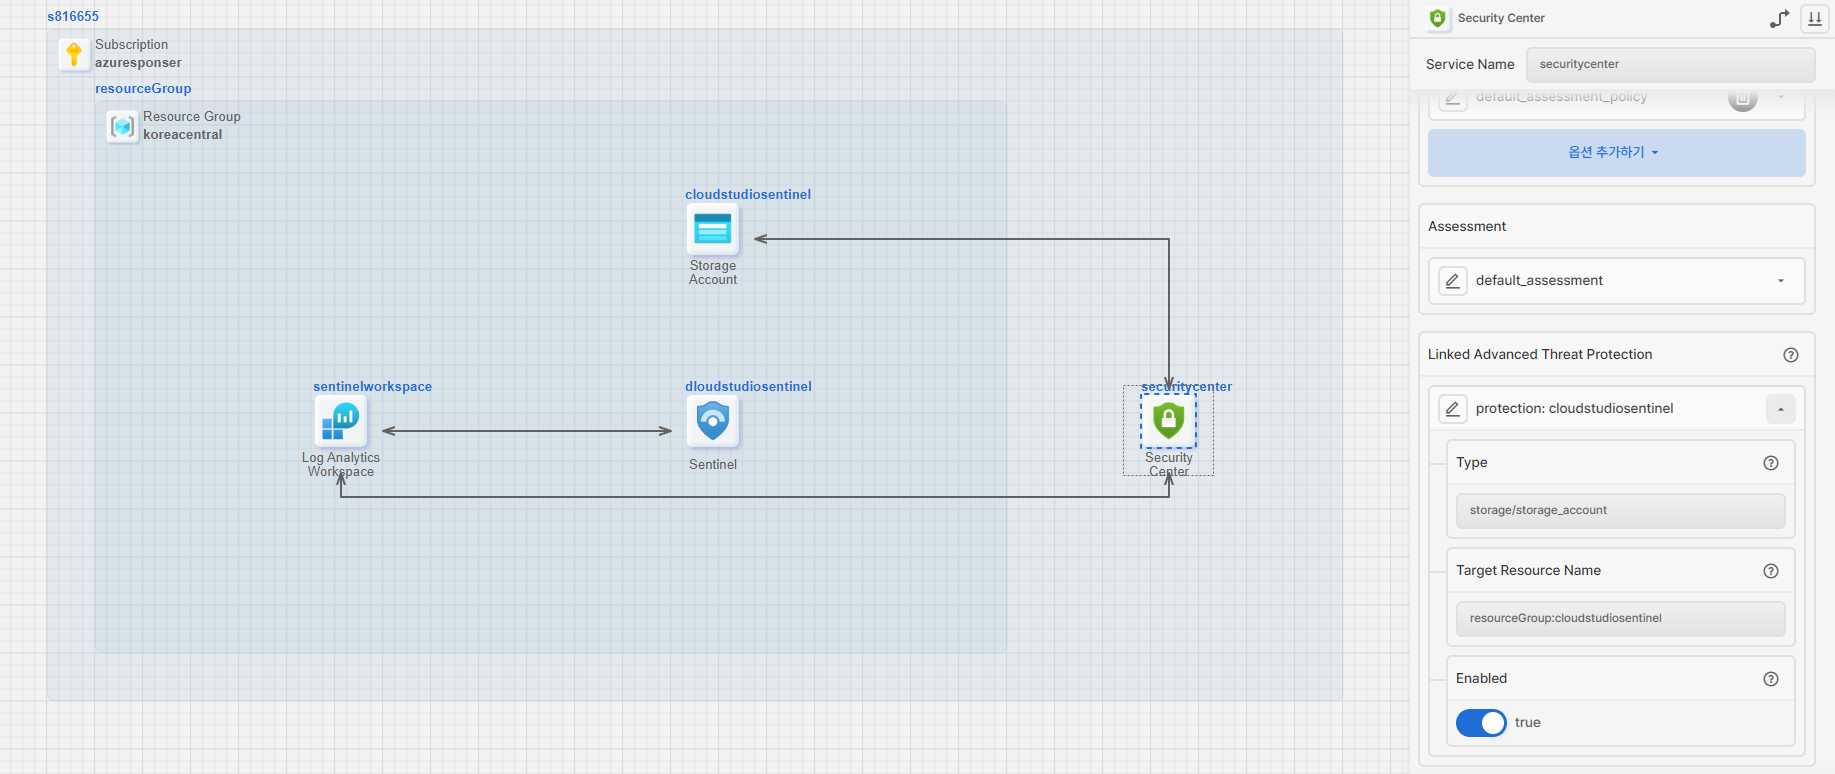 s816655
Subscription
azuresponser
resourceGroup
Resource Group
koreacentral
cloudstudiosentinel
Storage
Account
sentinelworkspace
Log Analytics
Workspace
dloudstudiosentinel
Sentinel
securitycenter
Security
Center
Security Center
Service Name
securitycenter
default_assessment_policy
옵션 추가하기
Assessment
default_assessment
Linked Advanced Threat Protection
protection: cloudstudiosentinel
Type
storage/storage_account
Target Resource Name
resourceGroup:cloudstudiosentinel
Enabled
true